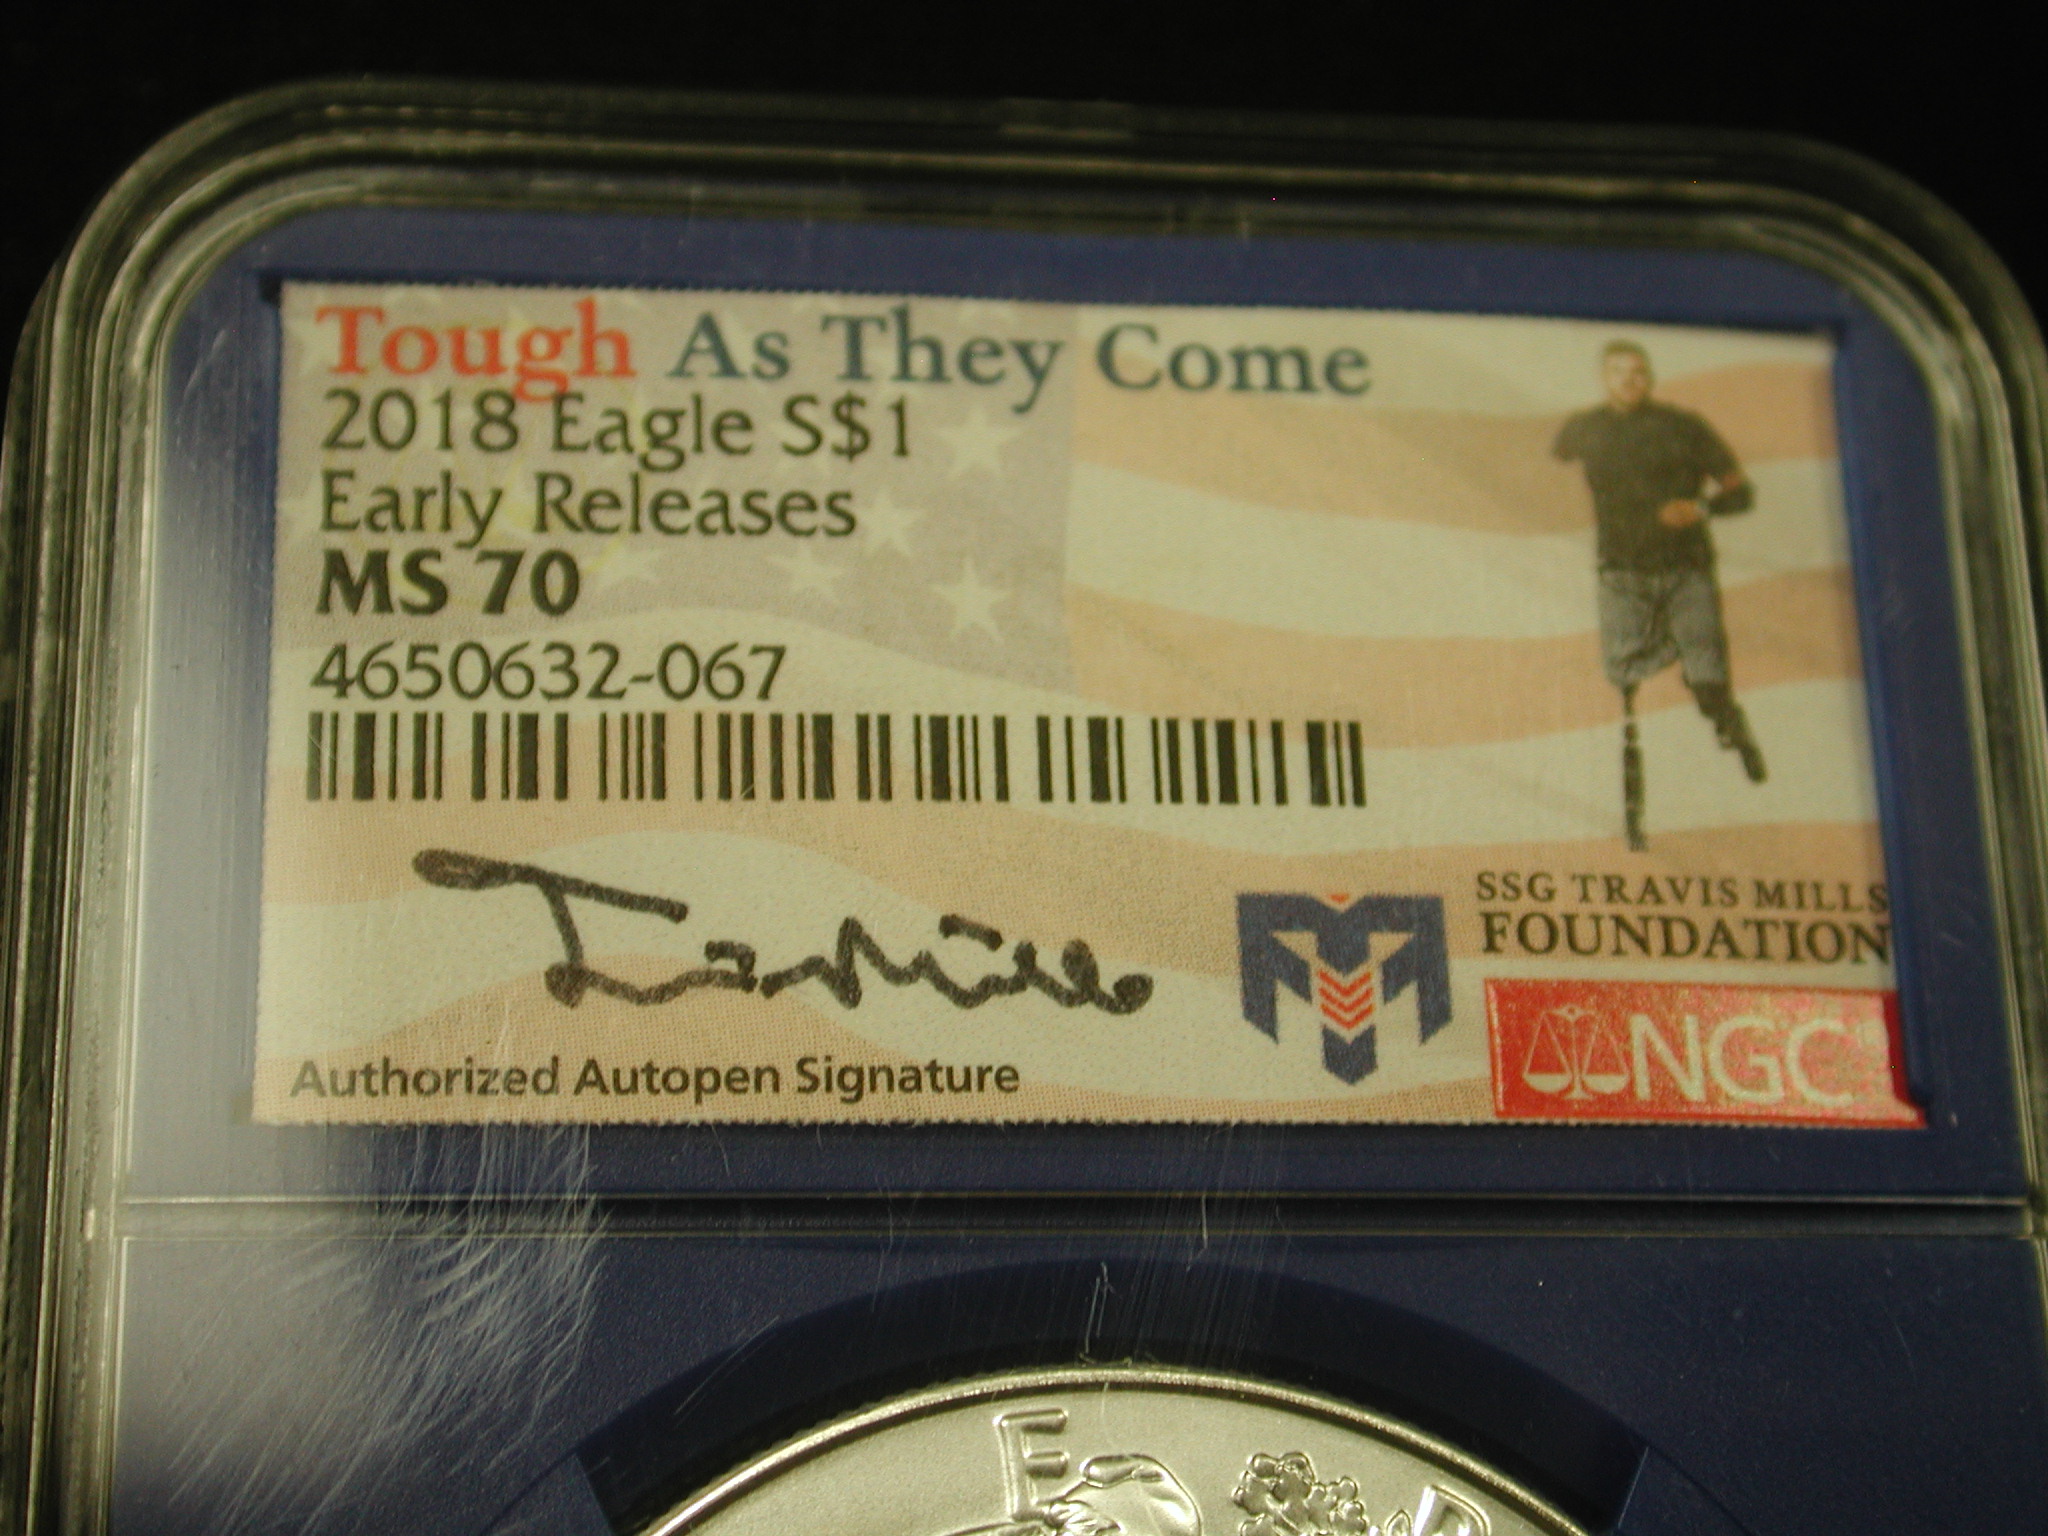 Tough As They Come
2018 Eagle S$1
Early Releases
MS 70
4650632-067
SSG TRAVIS MILLS
FOUNDATION
NGC
Authorized Autopen Signature
E